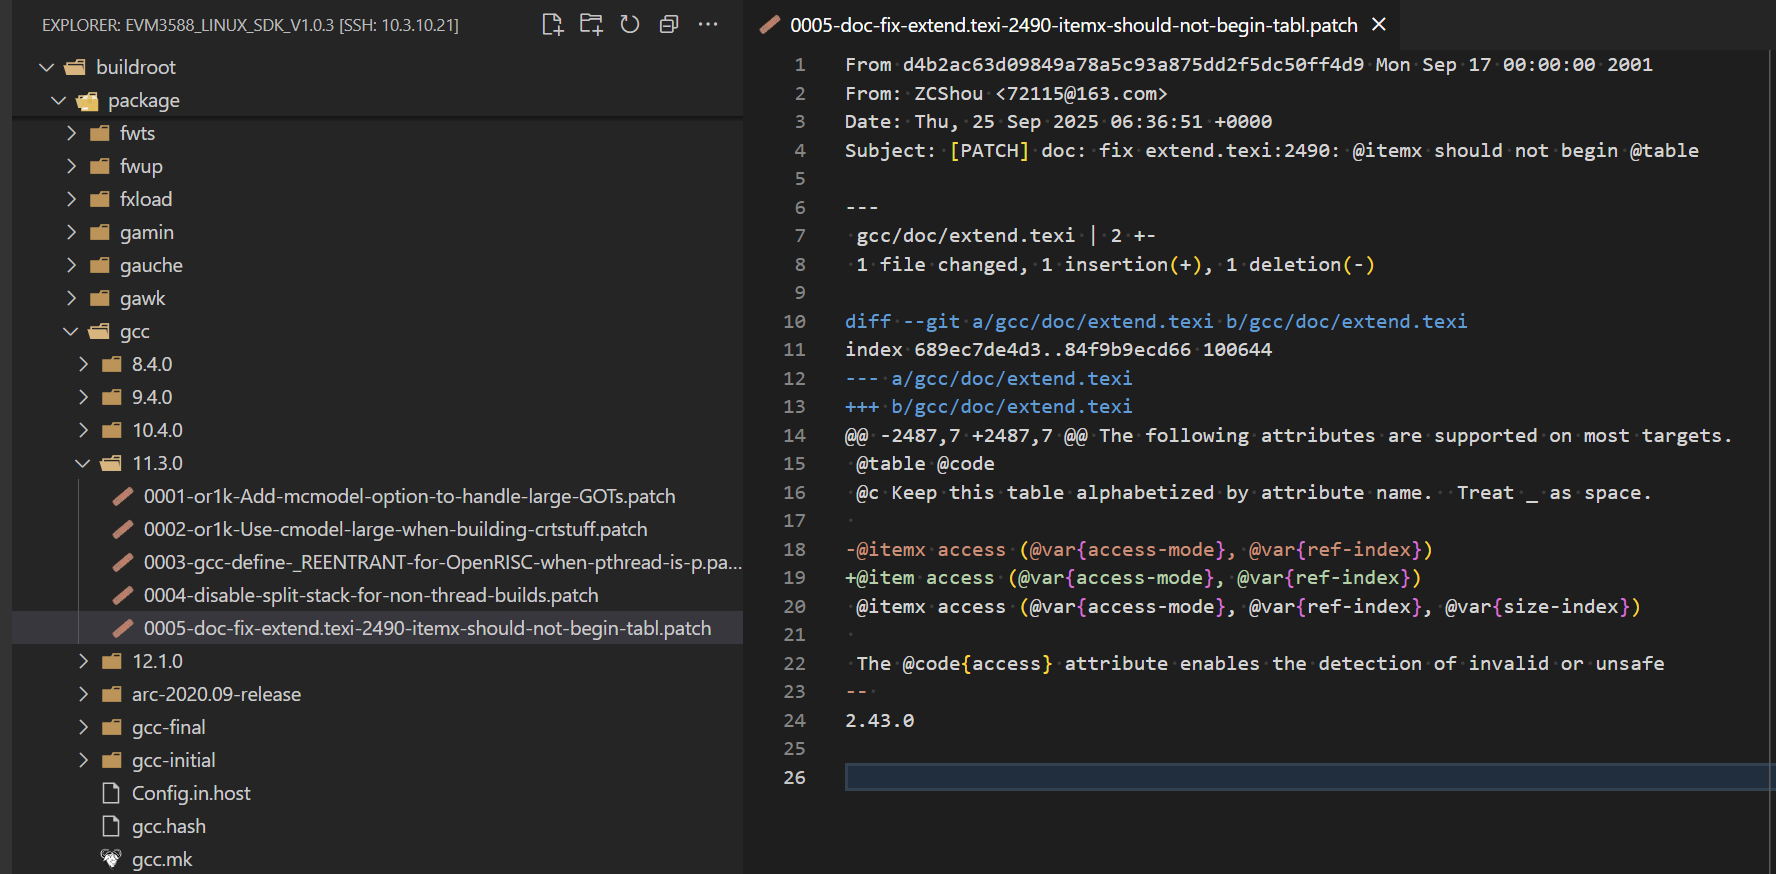 EXPLORER: EVM3588_LINUX_SDK_V1.0.3 [SSH: 10.3.10.21]
buildroot
package
fwts
fwup
fxload
gamin
gauche
gawk
gcc
8.4.0
9.4.0
10.4.0
11.3.0
0001-or1k-Add-mcmodel-option-to-handle-large-GOTs.patch
0002-or1k-Use-cmodel-large-when-building-crtstuff.patch
0003-gcc-define-_REENTRANT-for-OpenRISC-when-pthread-is-p.pa...
0004-disable-split-stack-for-non-thread-builds.patch
0005-doc-fix-extend.texi-2490-itemx-should-not-begin-tabl.patch
12.1.0
arc-2020.09-release
gcc-final
gcc-initial
Config.in.host
gcc.hash
gcc.mk
0005-doc-fix-extend.texi-2490-itemx-should-not-begin-tabl.patch
1 From d4b2ac63d09849a78a5c93a875dd2f5dc50ff4d9 Mon Sep 17 00:00:00 2001
2 From: ZCShou <72115@163.com>
3 Date: Thu, 25 Sep 2025 06:36:51 +0000
4 Subject: [PATCH] doc: fix extend.texi:2490: @itemx should not begin @table
5
6 ---
7  gcc/doc/extend.texi | 2 +-
8  1 file changed, 1 insertion(+), 1 deletion(-)
9
10 diff --git a/gcc/doc/extend.texi b/gcc/doc/extend.texi
11 index 689ec7de4d3..84f9b9ecd66 100644
12 --- a/gcc/doc/extend.texi
13 +++ b/gcc/doc/extend.texi
14 @@ -2487,7 +2487,7 @@ The following attributes are supported on most targets.
15  @table @code
16  @c Keep this table alphabetized by attribute name.  Treat _ as space.
17
18 -@itemx access (@var{access-mode}, @var{ref-index})
19 +@item access (@var{access-mode}, @var{ref-index})
20  @itemx access (@var{access-mode}, @var{ref-index}, @var{size-index})
21
22  The @code{access} attribute enables the detection of invalid or unsafe
23 --
24 2.43.0
25
26